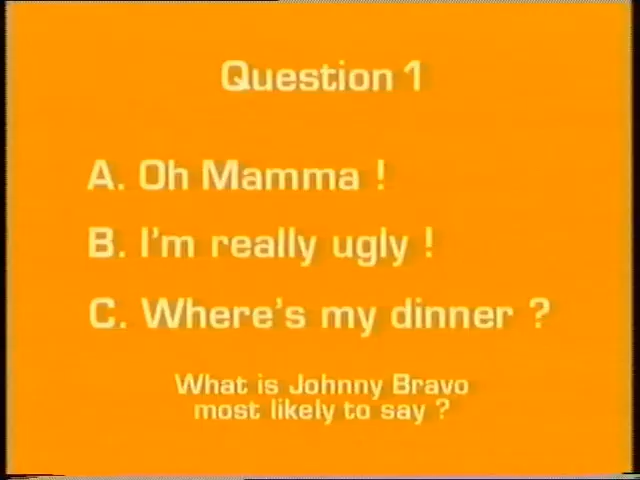 Question 1
A. Oh Mamma !
B. I'm really ugly !
C. Where's my dinner ?
What is Johnny Bravo
most likely to say ?